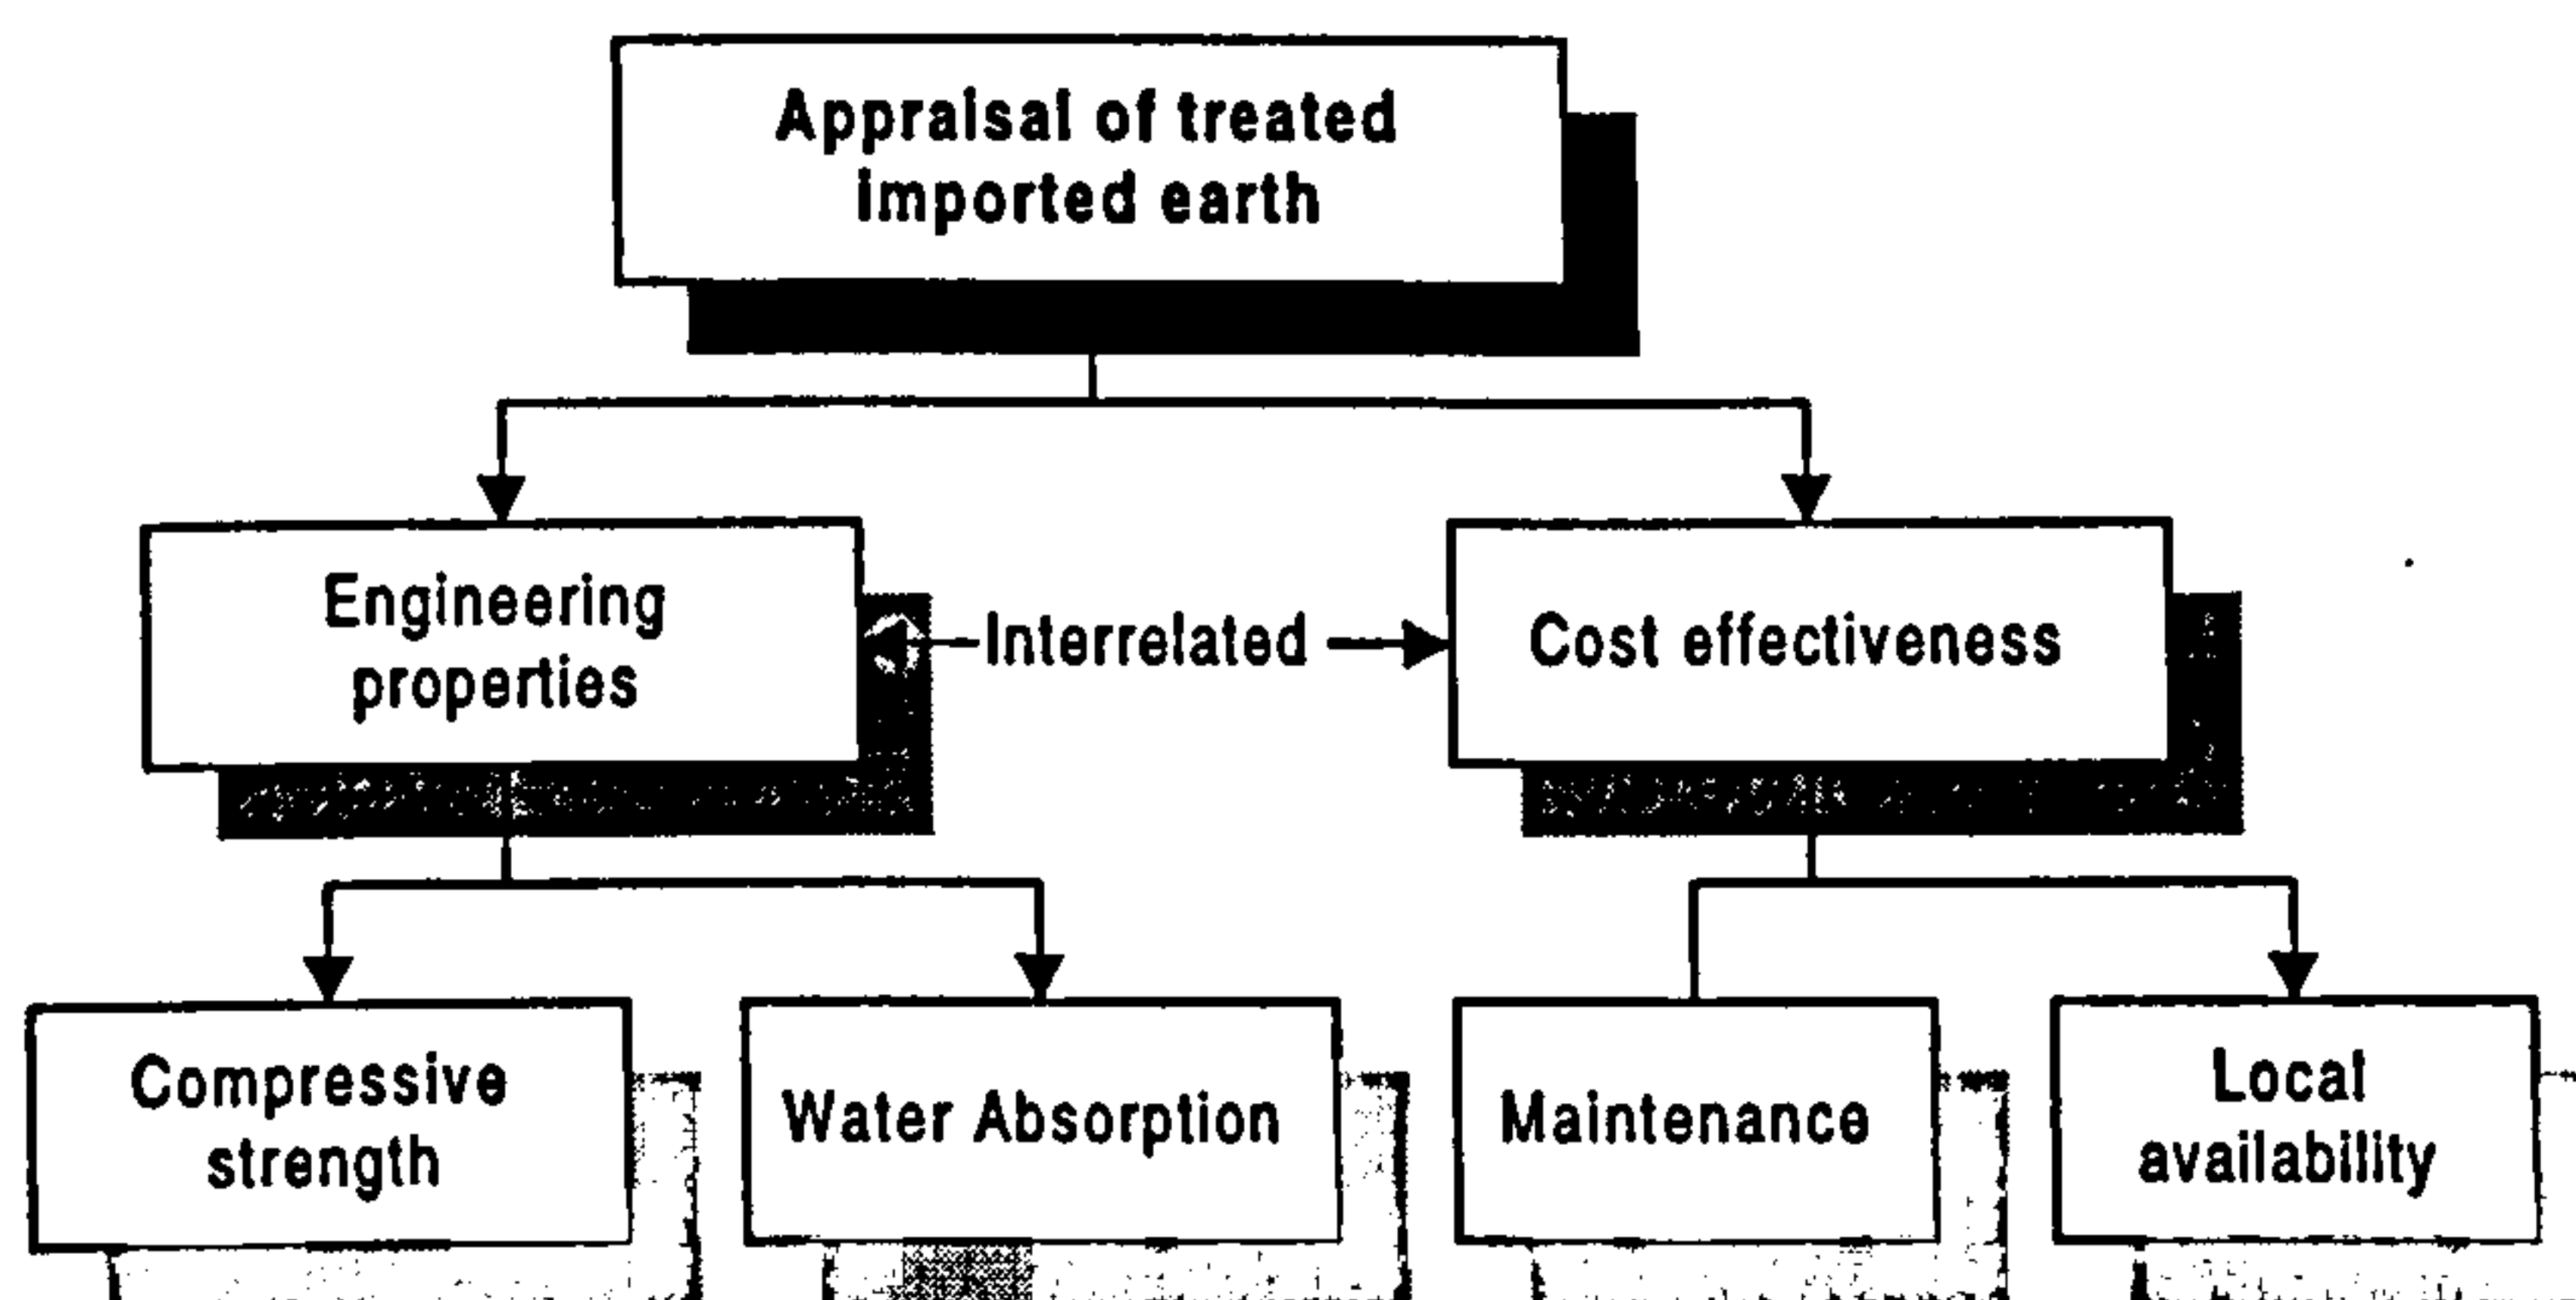 Appraisal of treated
imported earth
Engineering
properties
Interrelated
Cost effectiveness
Compressive
strength
Water Absorption
Maintenance
Local
availability